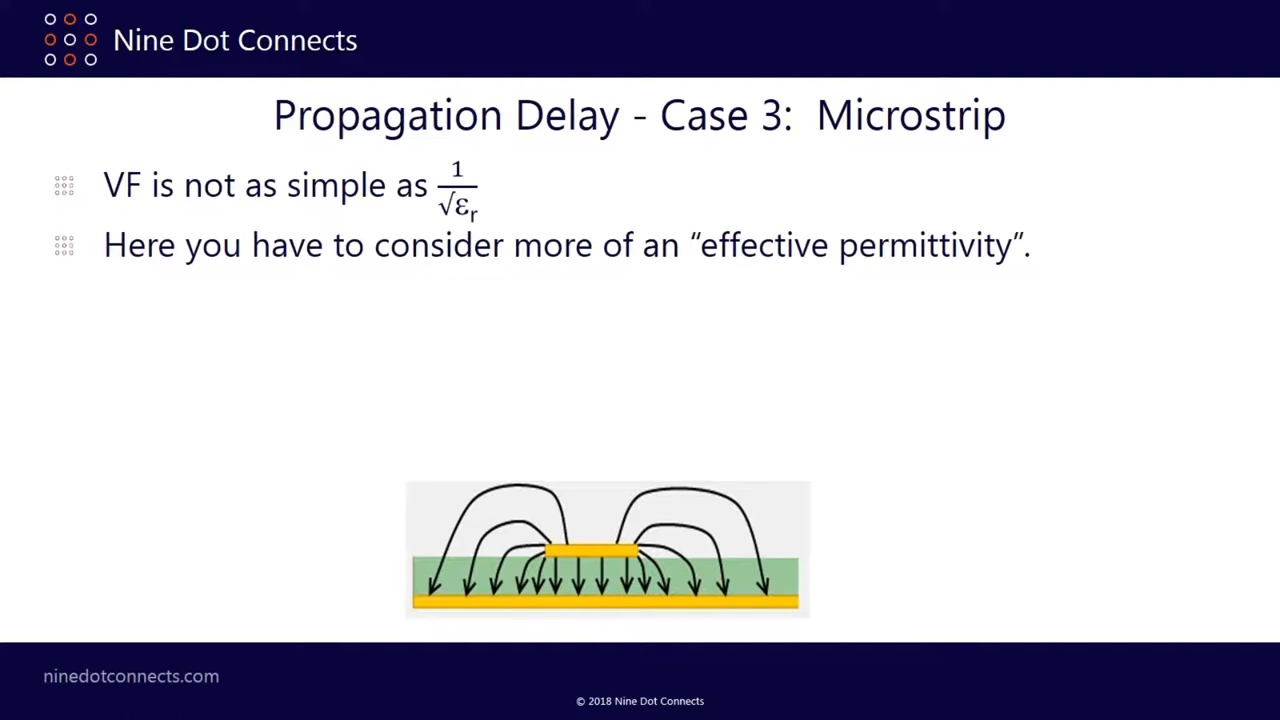 Nine Dot Connects
Propagation Delay - Case 3: Microstrip
VF is not as simple as 1/√εr
Here you have to consider more of an “effective permittivity”.
ninedotconnects.com
© 2018 Nine Dot Connects